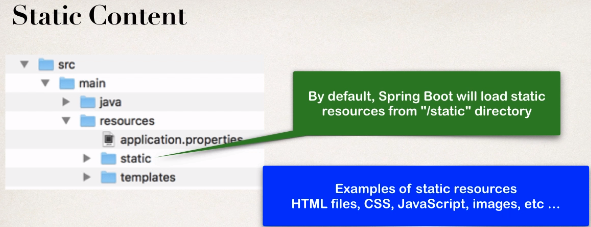 Static Content
src
main
java
resources
application.properties
static
templates
By default, Spring Boot will load static
resources from "/static" directory
Examples of static resources
HTML files, CSS, JavaScript, images, etc ...